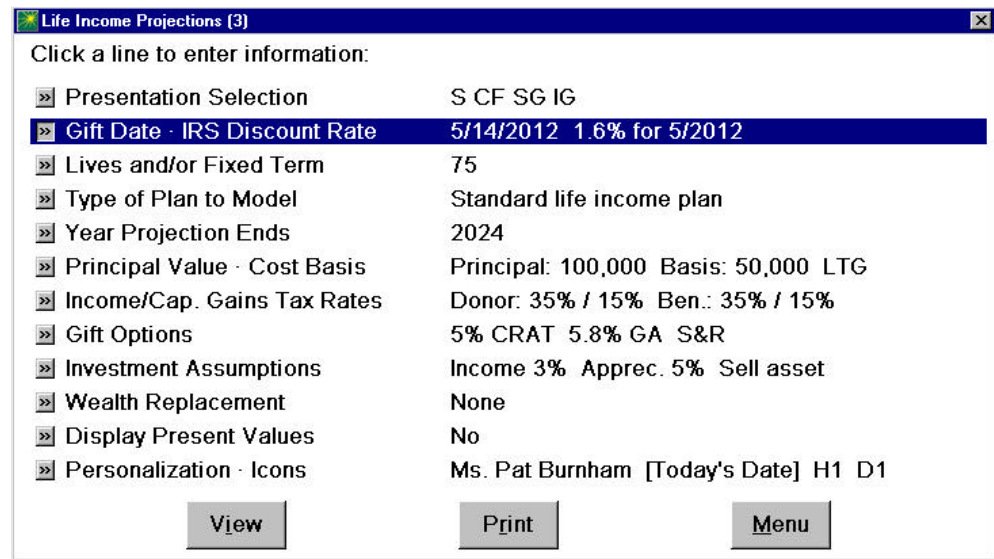 Life Income Projections (3)
Click a line to enter information:
Presentation Selection S CF SG IG
Gift Date · IRS Discount Rate 5/14/2012 1.6% for 5/2012
Lives and/or Fixed Term 75
Type of Plan to Model Standard life income plan
Year Projection Ends 2024
Principal Value · Cost Basis Principal: 100,000 Basis: 50,000 LTG
Income/Cap. Gains Tax Rates Donor: 35% / 15% Ben.: 35% / 15%
Gift Options 5% CRAT 5.8% GA S&R
Investment Assumptions Income 3% Apprec. 5% Sell asset
Wealth Replacement None
Display Present Values No
Personalization · Icons Ms. Pat Burnham [Today's Date] H1 D1
View Print Menu